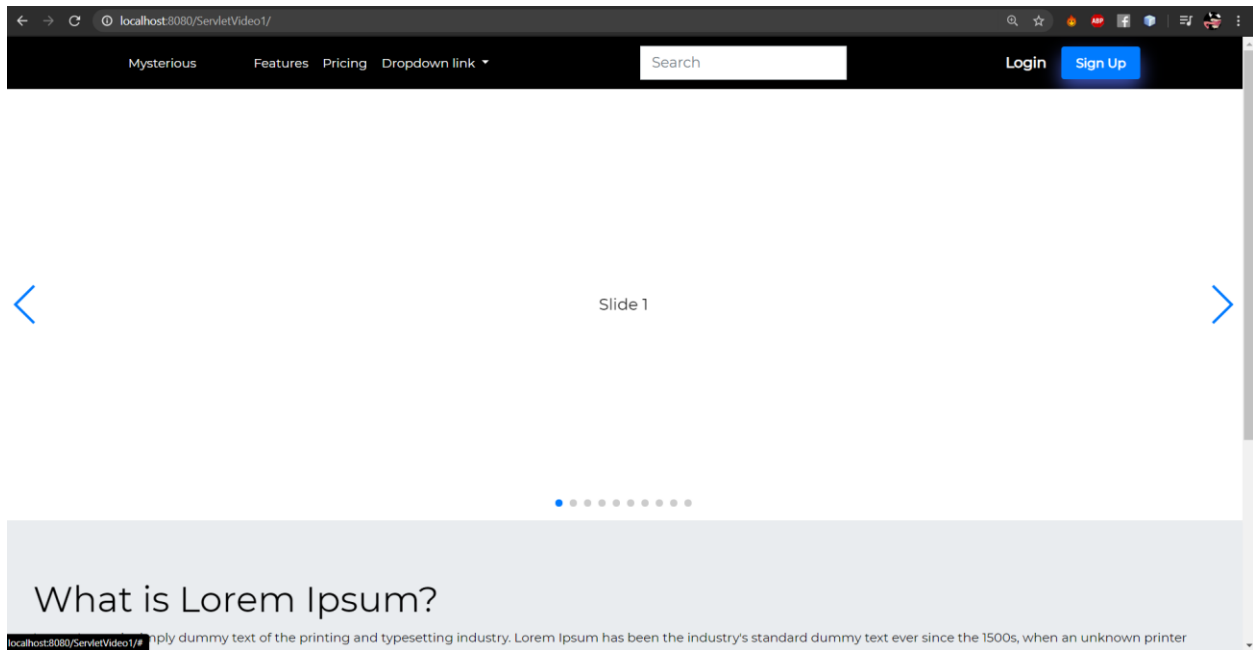 localhost:8080/ServletVideo1/
ABP
Mysterious Features Pricing Dropdown link Search Login Sign Up
Slide 1
What is Lorem Ipsum?
dummy text of the printing and typesetting industry. Lorem Ipsum has been the industry's standard dummy text ever since the 1500s, when an unknown printer
localhost:8080/ServletVideo1/#